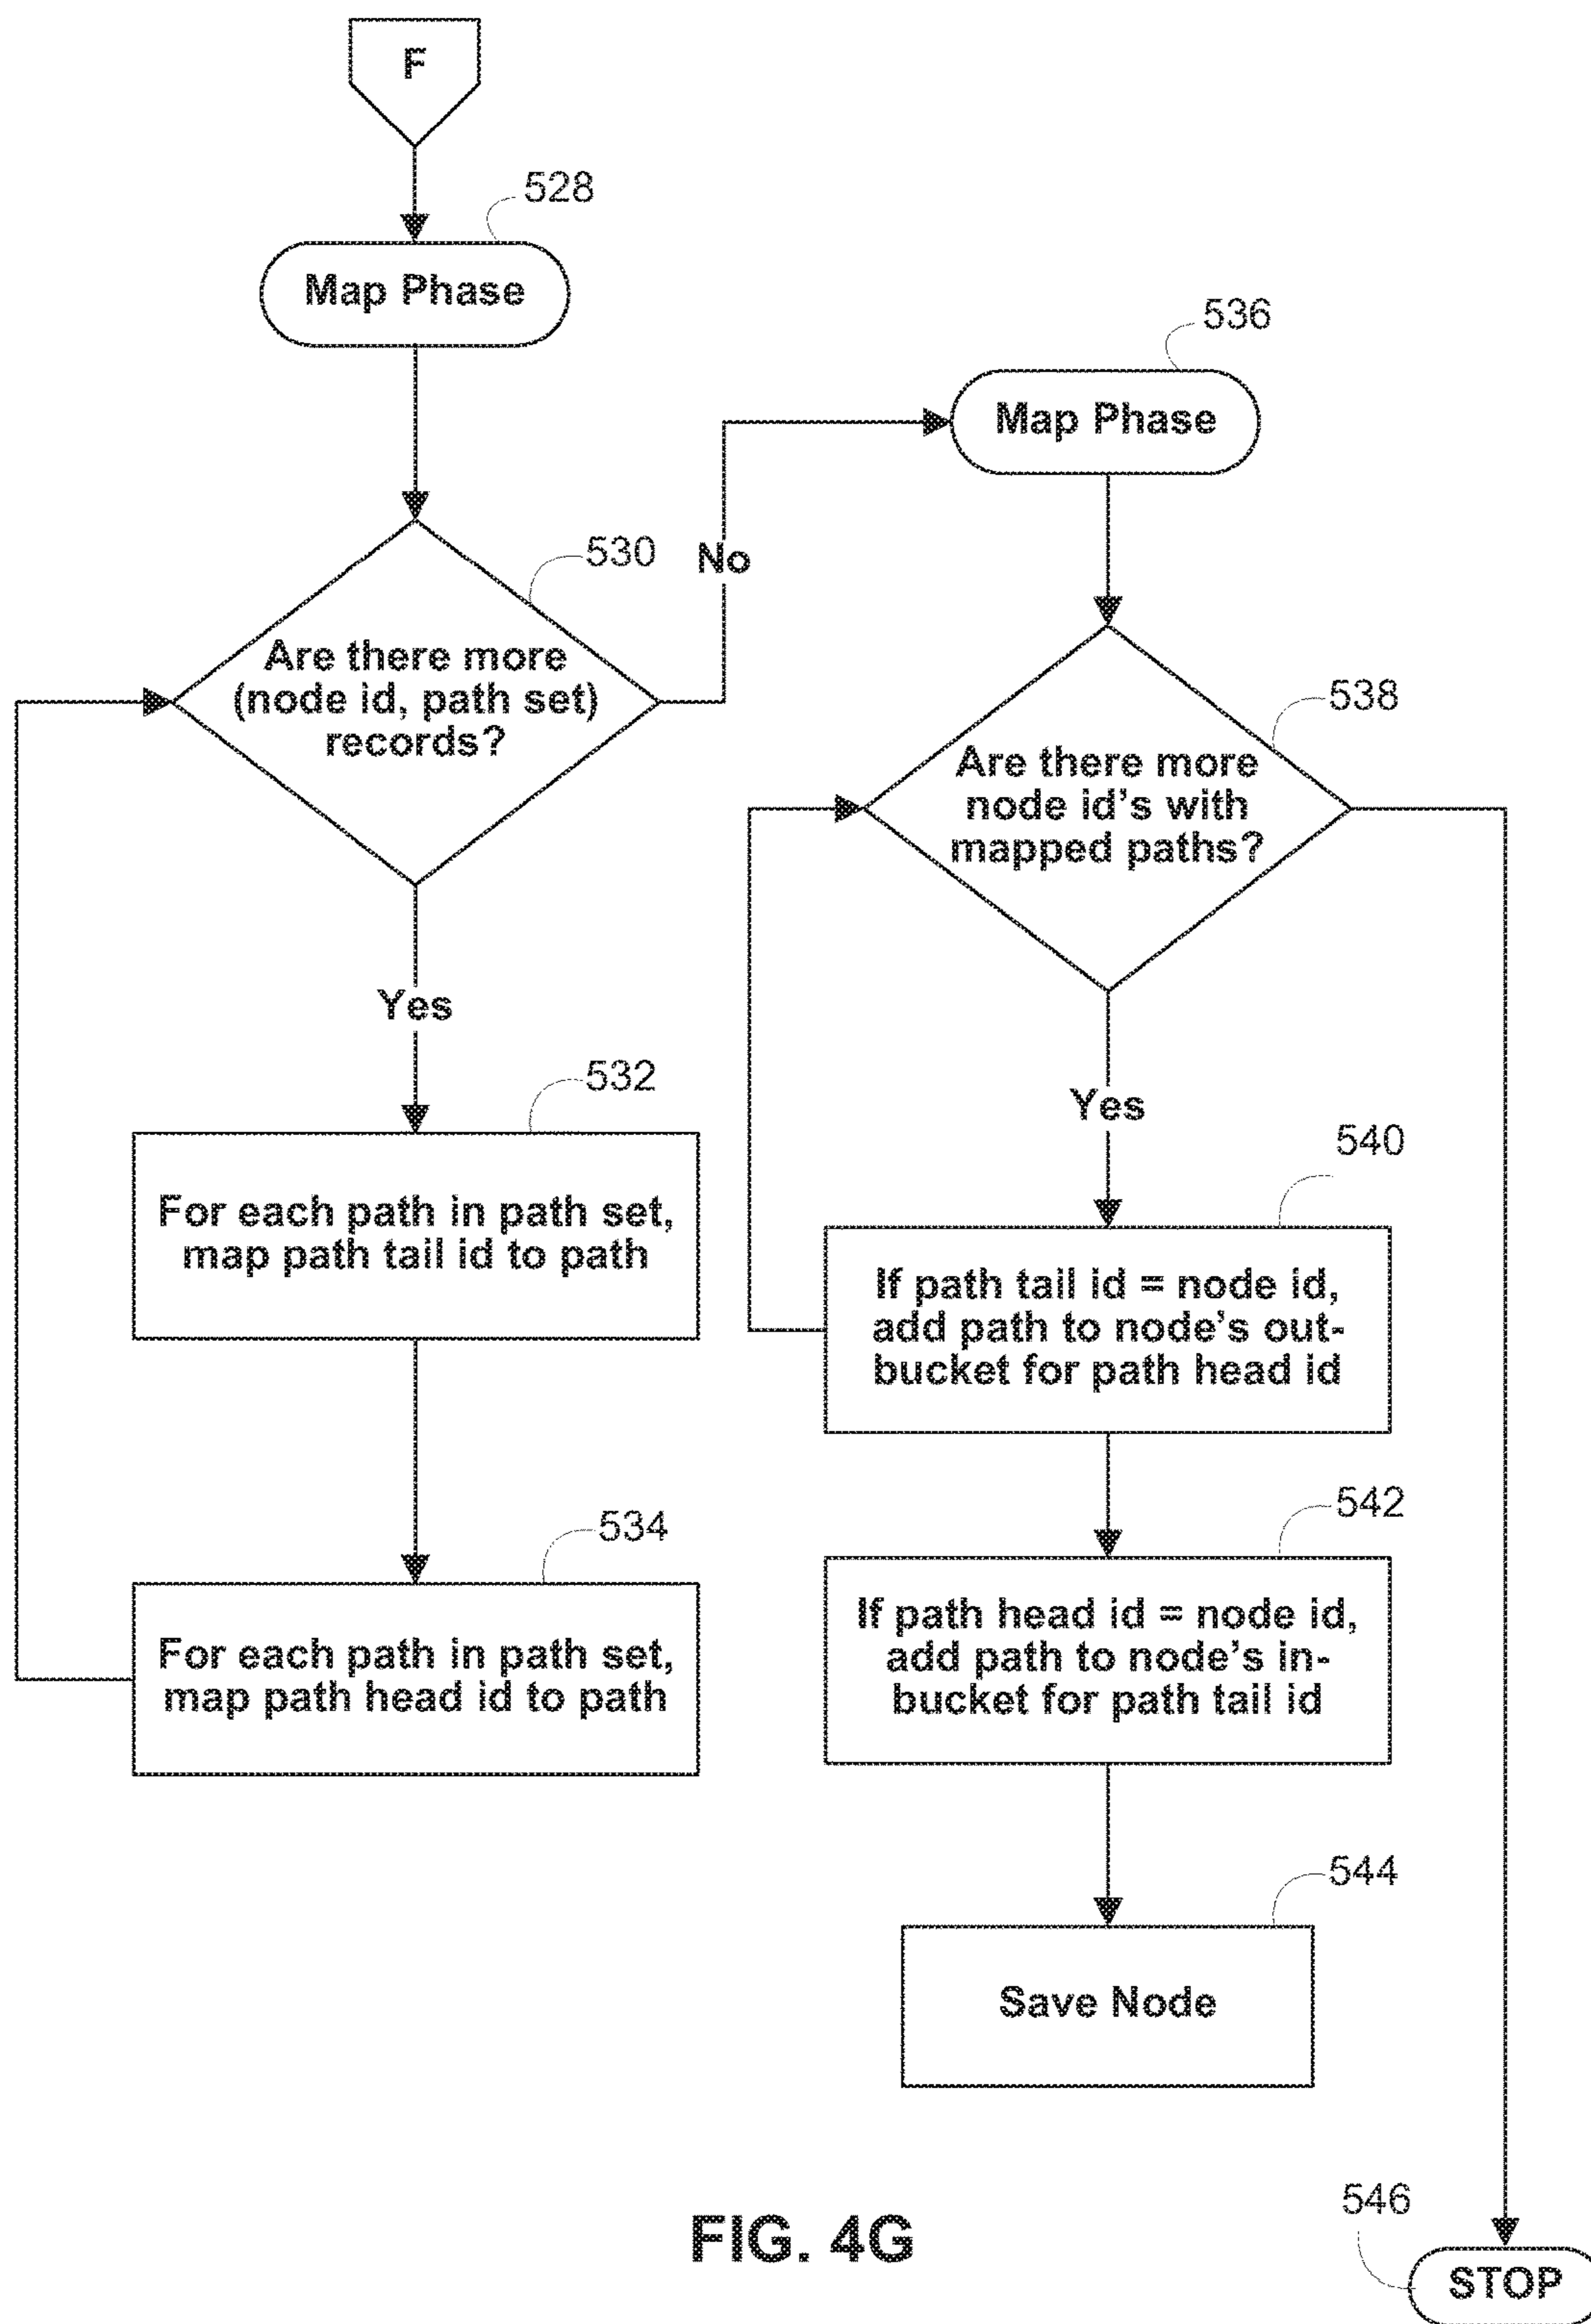 F
528
Map Phase
530
Are there more
(node id, path set)
records?
No
Yes
532
For each path in path set,
map path tail id to path
534
For each path in path set,
map path head id to path
536
Map Phase
538
Are there more
node id's with
mapped paths?
Yes
540
If path tail id = node id,
add path to node's out-
bucket for path head id
542
If path head id = node id,
add path to node's in-
bucket for path tail id
544
Save Node
546
STOP
FIG. 4G